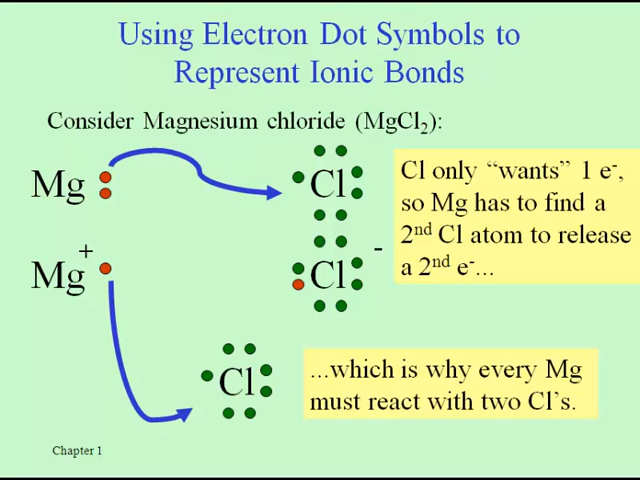 Using Electron Dot Symbols to
Represent Ionic Bonds
Consider Magnesium chloride (MgCl₂):
Mg
Cl
Cl only “wants” 1 e⁻,
so Mg has to find a
2ⁿᵈ Cl atom to release
a 2ⁿᵈ e⁻...
Mg⁺
Cl⁻
Cl
...which is why every Mg
must react with two Cl’s.
Chapter 1